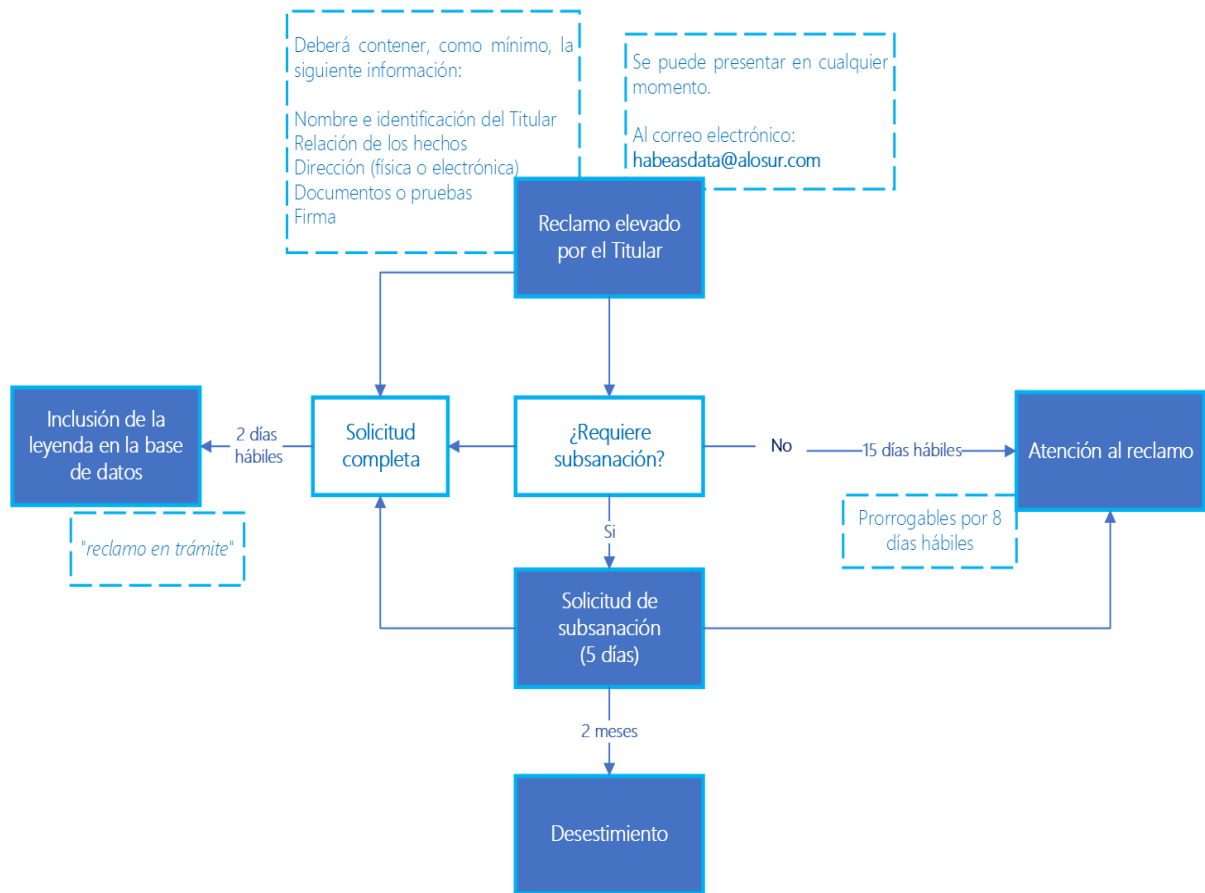 Deberá contener, como mínimo, la
siguiente información:
Nombre e identificación del Titular
Relación de los hechos
Dirección (física o electrónica)
Documentos o pruebas
Firma
Se puede presentar en cualquier
momento.
Al correo electrónico:
habeasdata@alosur.com
Reclamo elevado
por el Titular
Inclusión de la
leyenda en la base
de datos
2 días
hábiles
Solicitud
completa
¿Requiere
subsanación?
No
15 días hábiles
Atención al reclamo
"reclamo en trámite"
Prorrogables por 8
días hábiles
Si
Solicitud de
subsanación
(5 días)
2 meses
Desestimiento